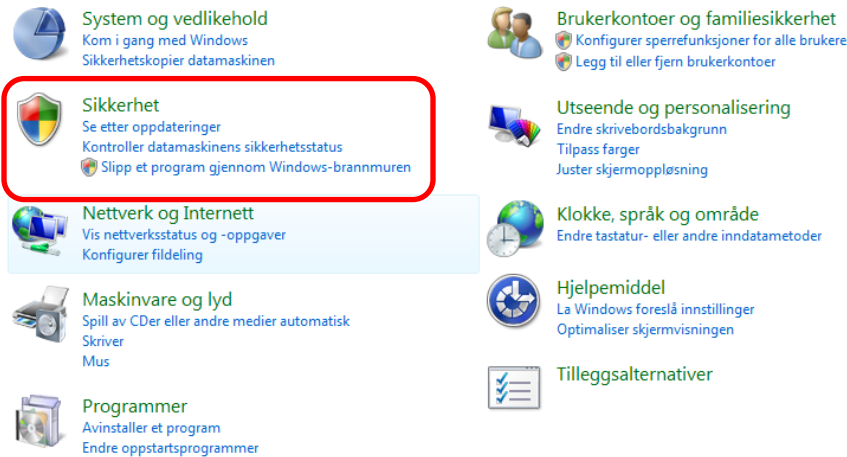 System og vedlikehold
Kom i gang med Windows
Sikkerhetskopier datamaskinen
Sikkerhet
Se etter oppdateringer
Kontroller datamaskinens sikkerhetsstatus
Slipp et program gjennom Windows-brannmuren
Nettverk og Internett
Vis nettverksstatus og -oppgaver
Konfigurer fildeling
Maskinvare og lyd
Spill av CDer eller andre medier automatisk
Skriver
Mus
Programmer
Avinstaller et program
Endre oppstartsprogrammer
Brukerkontoer og familiesikkerhet
Konfigurer sperrefunksjoner for alle brukere
Legg til eller fjern brukerkontoer
Utseende og personalisering
Endre skrivebordsbakgrunn
Tilpass farger
Juster skjermoppløsning
Klokke, språk og område
Endre tastatur- eller andre inndatametoder
Hjelpemiddel
La Windows foreslå innstillinger
Optimaliser skjermvisningen
Tilleggsalternativer